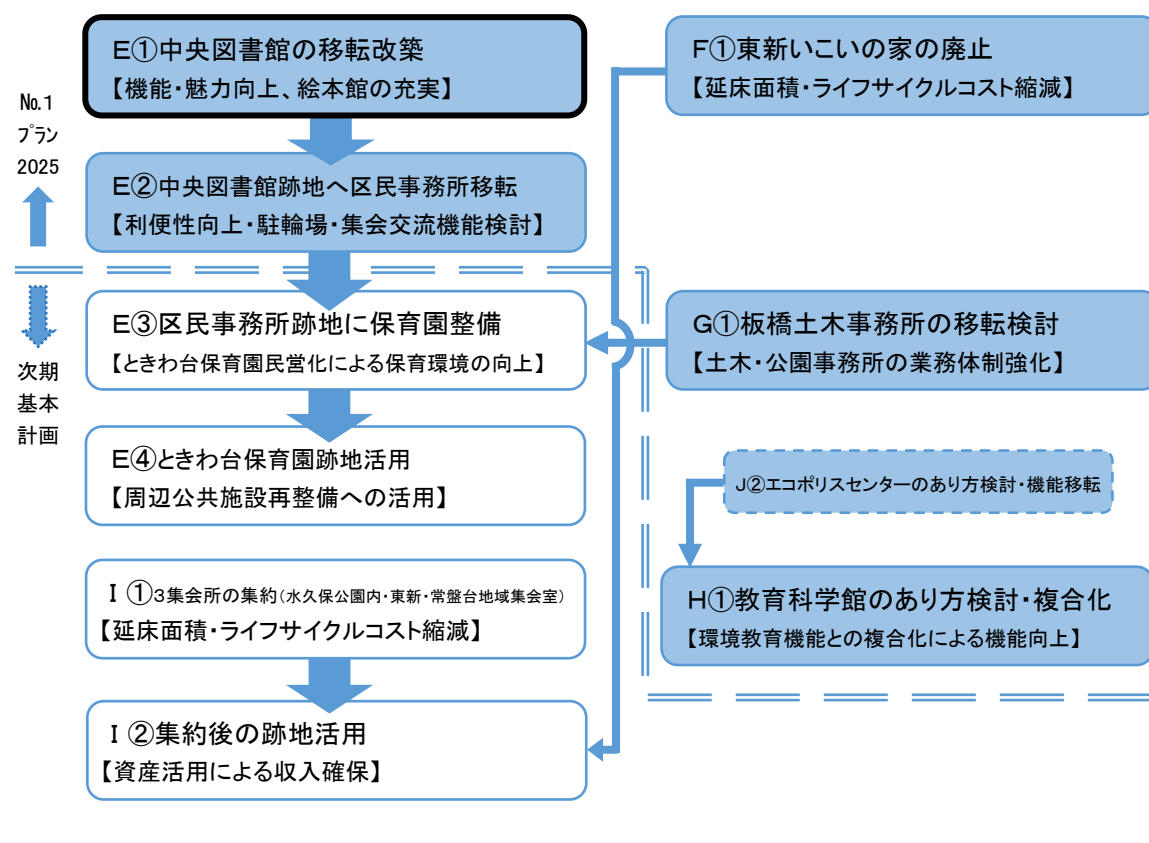 E①中央図書館の移転改築
【機能・魅力向上、絵本館の充実】
F①東新いこいの家の廃止
【延床面積・ライフサイクルコスト縮減】
No.1
プラン
2025
E②中央図書館跡地へ区民事務所移転
【利便性向上・駐輪場・集会交流機能検討】
次期
基本
計画
E③区民事務所跡地に保育園整備
【ときわ台保育園民営化による保育環境の向上】
G①板橋土木事務所の移転検討
【土木・公園事務所の業務体制強化】
E④ときわ台保育園跡地活用
【周辺公共施設再整備への活用】
J②エコポリスセンターのあり方検討・機能移転
I①3集会所の集約(水久保公園内・東新・常盤台地域集会室)
【延床面積・ライフサイクルコスト縮減】
H①教育科学館のあり方検討・複合化
【環境教育機能との複合化による機能向上】
I②集約後の跡地活用
【資産活用による収入確保】